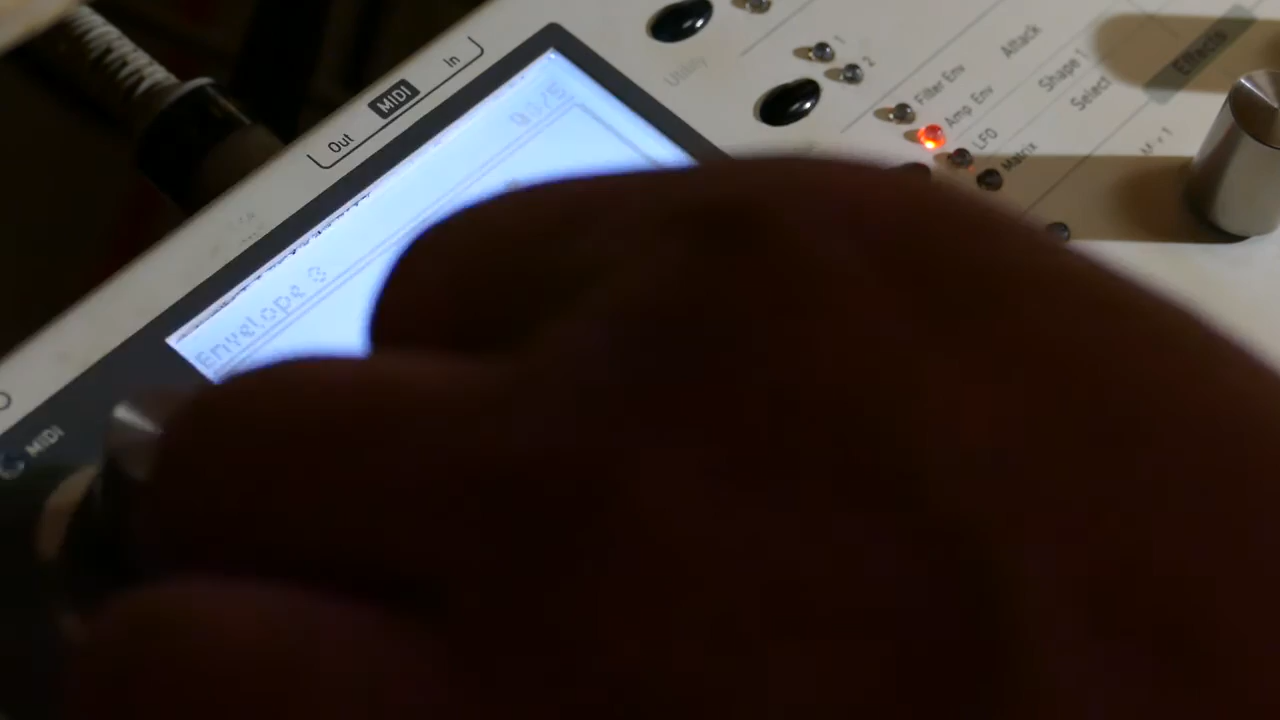 Out MIDI In
Utility
1
2
Filter Env
Amp Env
LFO
Matrix
Attack
Shape 1
Select
Effects
Envelope 3
MIDI